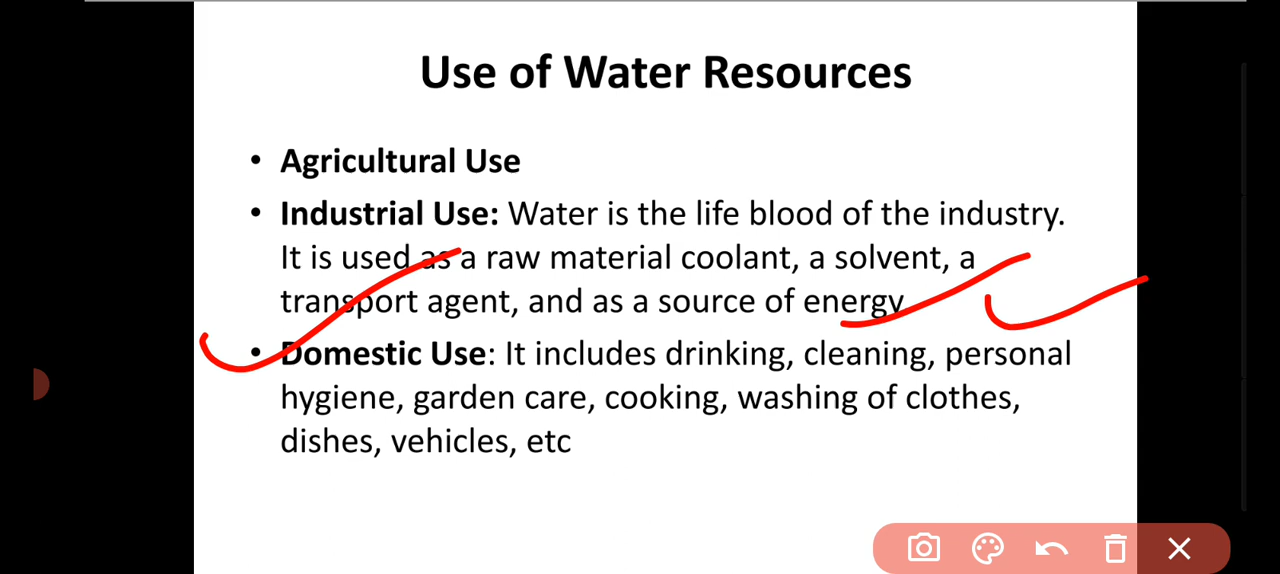 Use of Water Resources
• Agricultural Use
• Industrial Use: Water is the life blood of the industry.
It is used as a raw material coolant, a solvent, a
transport agent, and as a source of energy
• Domestic Use: It includes drinking, cleaning, personal
hygiene, garden care, cooking, washing of clothes,
dishes, vehicles, etc